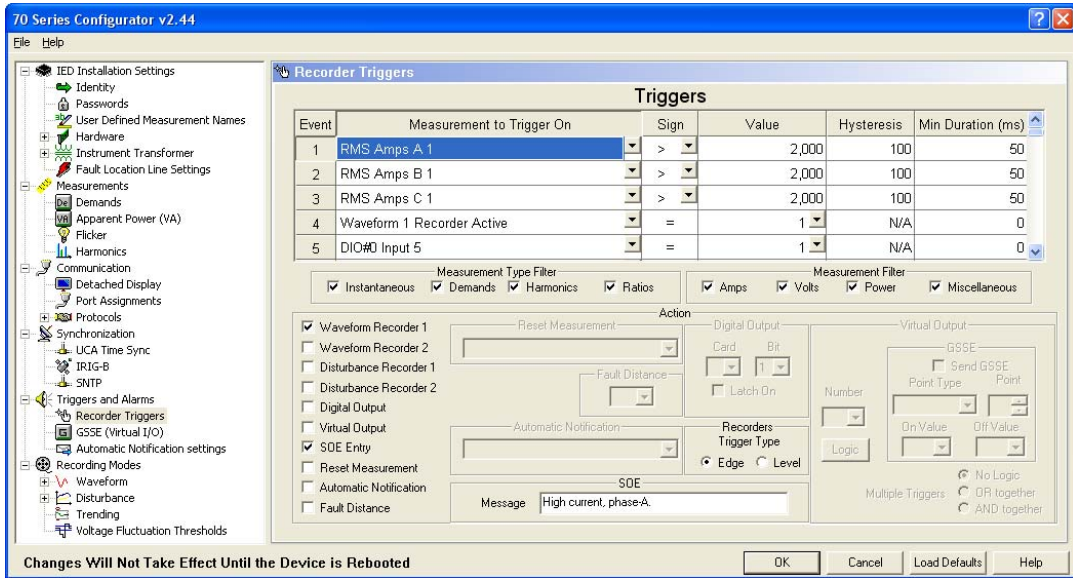 70 Series Configurator v2.44
File Help
IED Installation Settings
Identity
Passwords
User Defined Measurement Names
Hardware
Instrument Transformer
Fault Location Line Settings
Measurements
De Demands
VA Apparent Power (VA)
Flicker
Harmonics
Communication
Detached Display
Port Assignments
Protocols
Synchronization
UCA Time Sync
IRIG-B
SNTP
Triggers and Alarms
Recorder Triggers
G GSSE (Virtual I/O)
Automatic Notification settings
Recording Modes
Waveform
Disturbance
Trending
Voltage Fluctuation Thresholds
Recorder Triggers
Triggers
Event Measurement to Trigger On Sign Value Hysteresis Min Duration (ms)
1 RMS Amps A 1 > 2,000 100 50
2 RMS Amps B 1 > 2,000 100 50
3 RMS Amps C 1 > 2,000 100 50
4 Waveform 1 Recorder Active = 1 N/A 0
5 DIO#0 Input 5 = 1 N/A 0
Measurement Type Filter Measurement Filter
Instantaneous Demands Harmonics Ratios Amps Volts Power Miscellaneous
Action
Waveform Recorder 1
Waveform Recorder 2
Disturbance Recorder 1
Disturbance Recorder 2
Digital Output
Virtual Output
SOE Entry
Reset Measurement
Automatic Notification
Fault Distance
Reset Measurement
Fault Distance
Automatic Notification
Digital Output
Card Bit
1
Latch On
Recorders
Trigger Type
Edge Level
SOE
Message High current, phase-A.
Virtual Output
GSSE
Send GSSE
Point Type Point
Number
On Value Off Value
Logic
Multiple Triggers
No Logic
OR together
AND together
Changes Will Not Take Effect Until the Device is Rebooted
OK Cancel Load Defaults Help